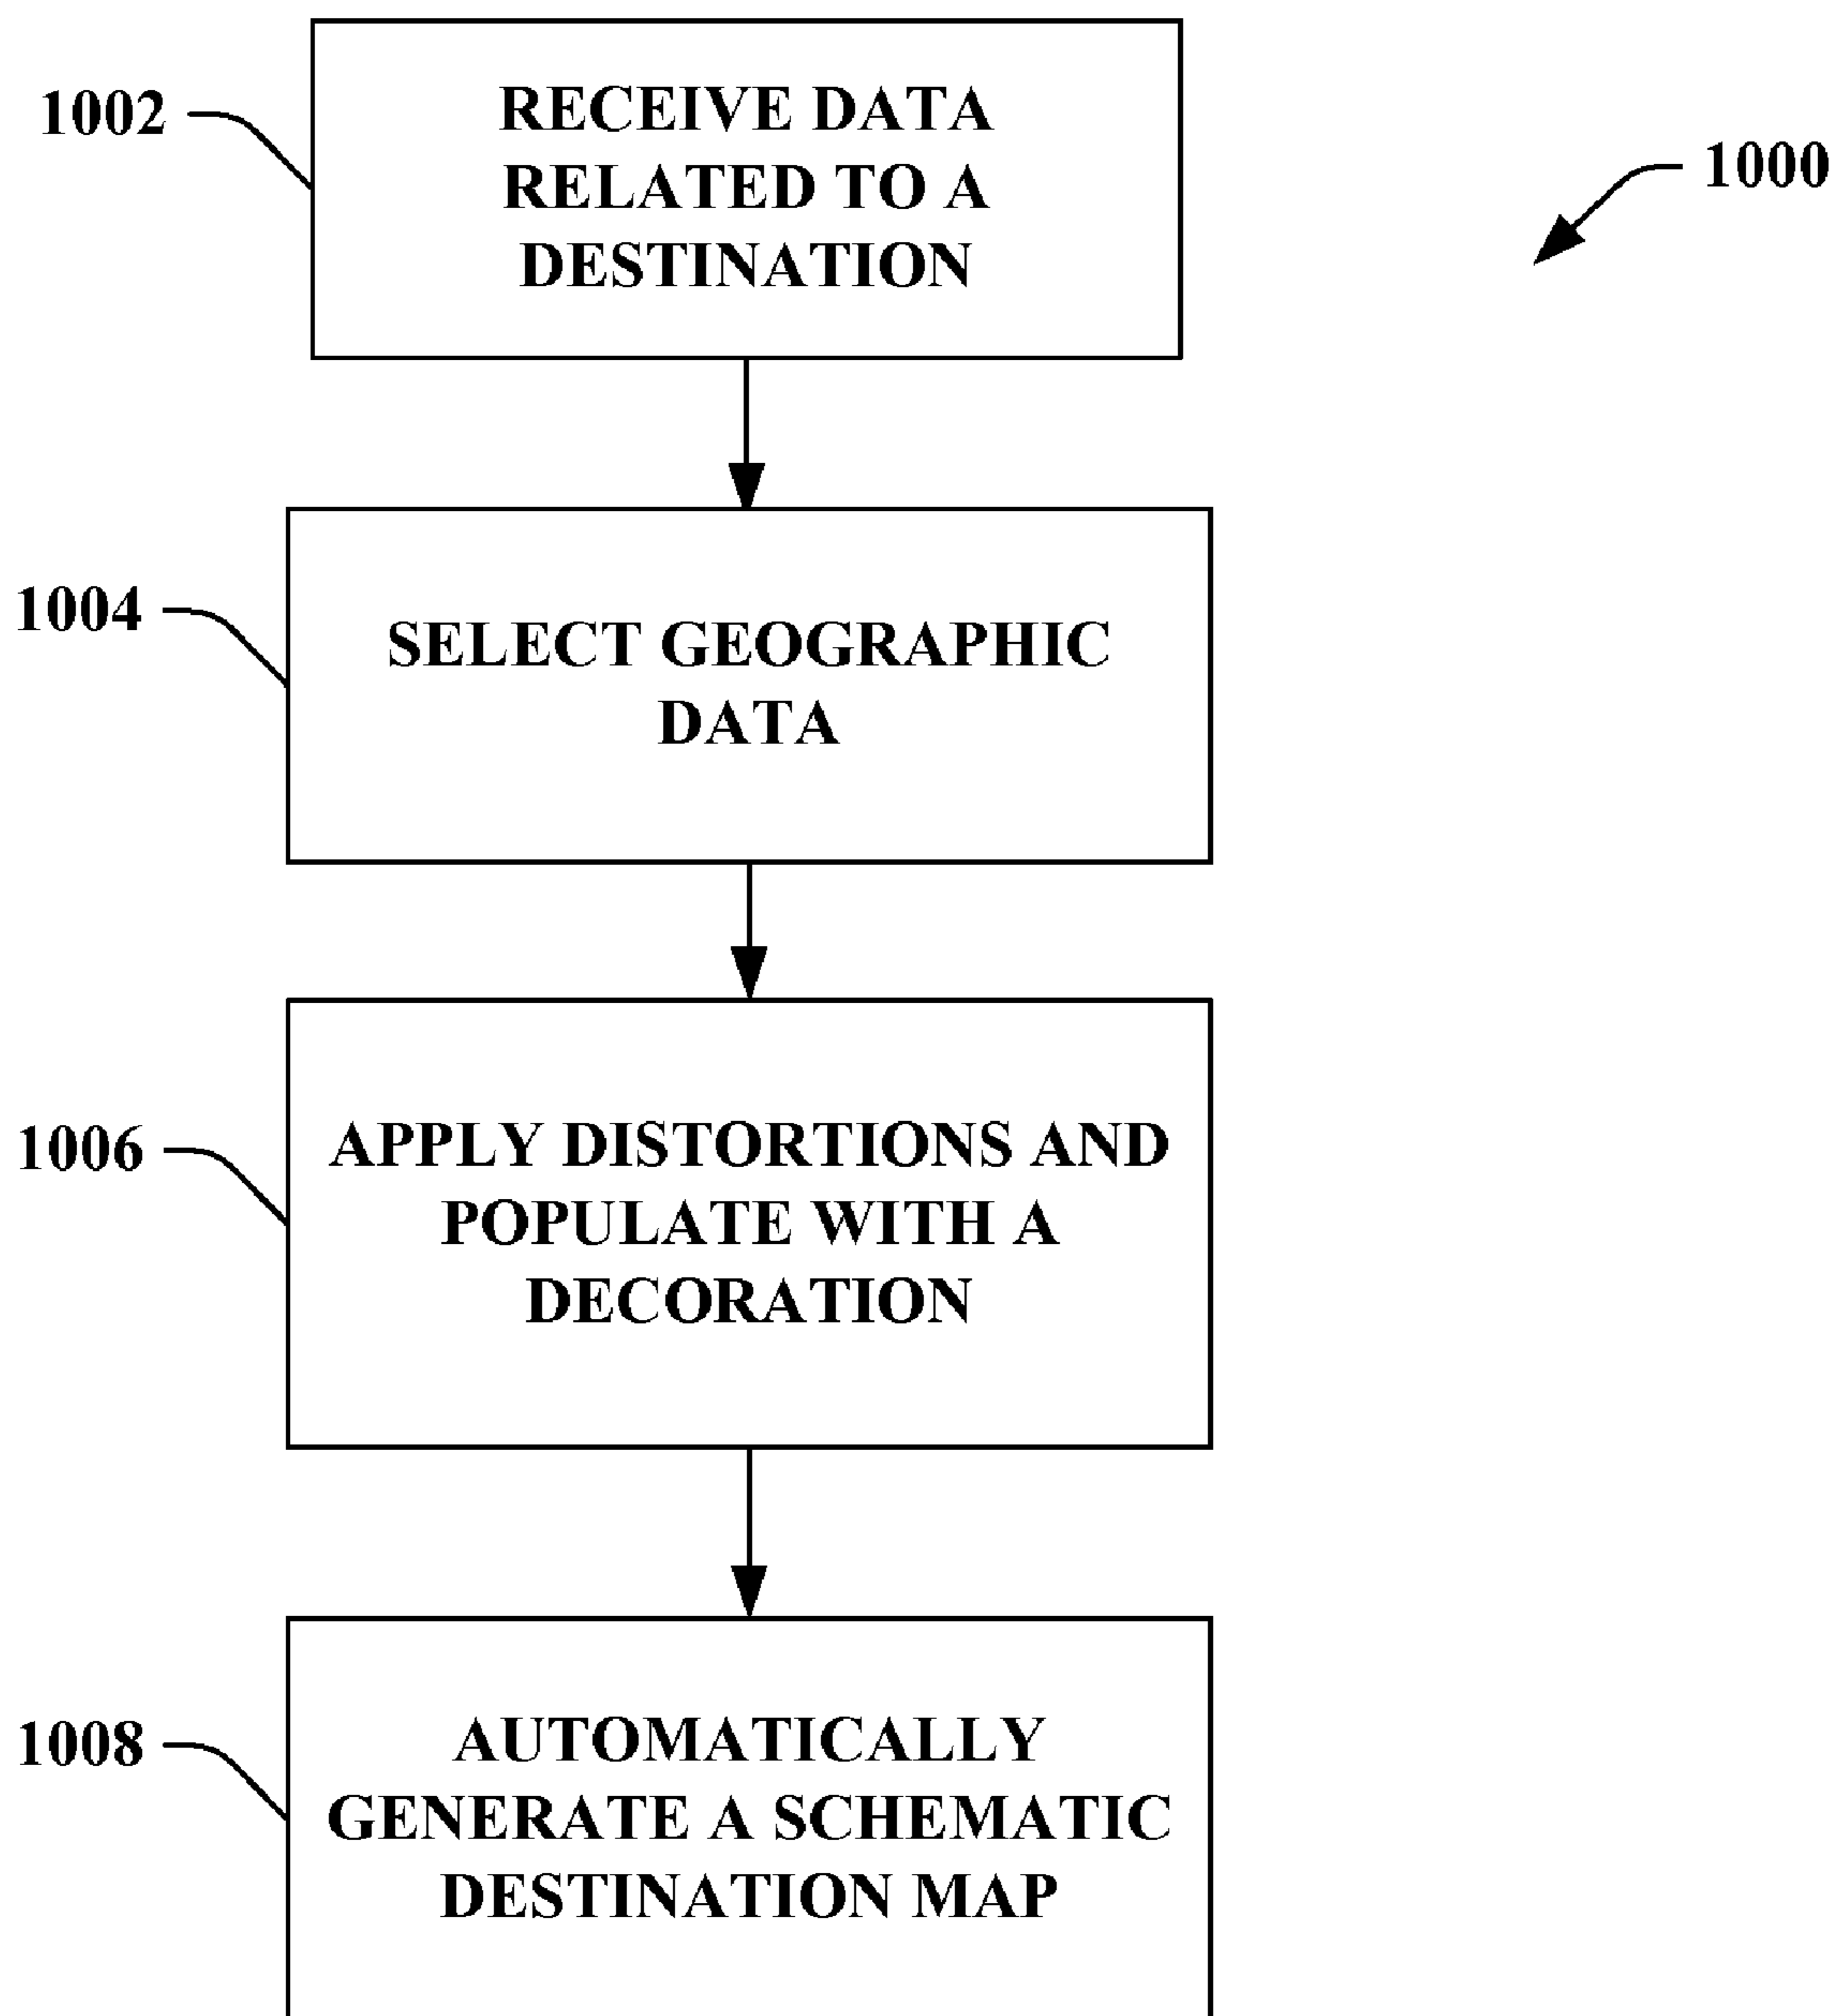 1002
RECEIVE DATA
RELATED TO A
DESTINATION
1000
1004
SELECT GEOGRAPHIC
DATA
1006
APPLY DISTORTIONS AND
POPULATE WITH A
DECORATION
1008
AUTOMATICALLY
GENERATE A SCHEMATIC
DESTINATION MAP